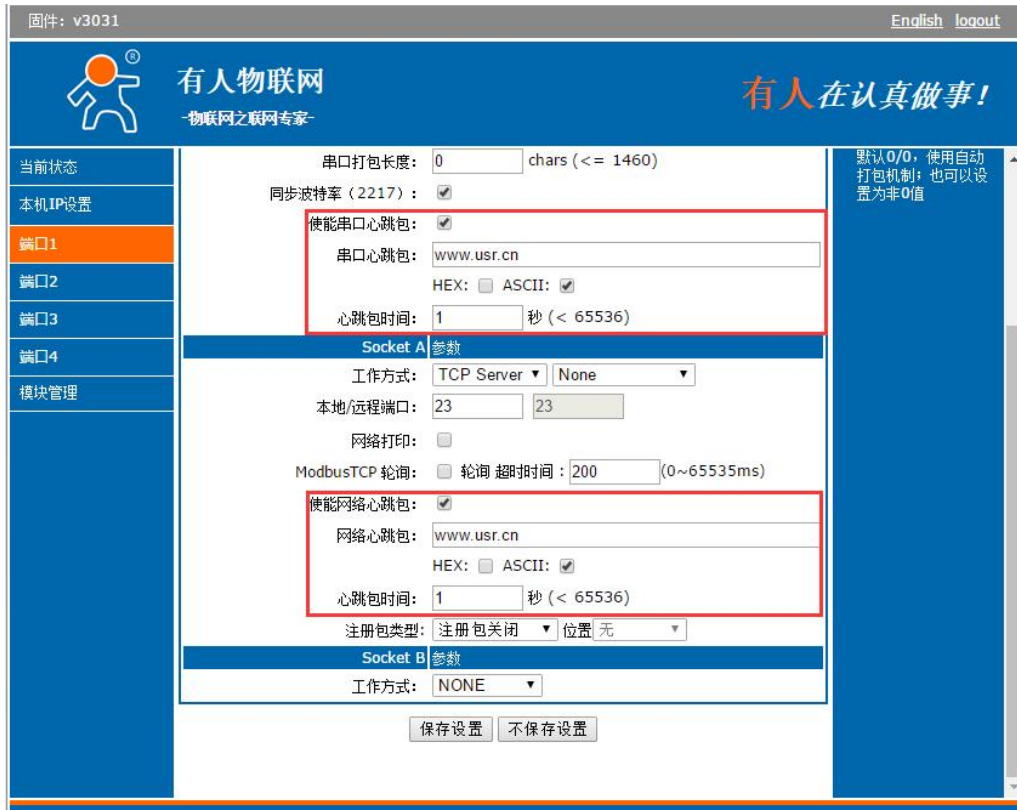 固件：v3031
English logout
®
有人物联网
-物联网之联网专家-
有人在认真做事！
当前状态
本机IP设置
端口1
端口2
端口3
端口4
模块管理
串口打包长度： 0 chars (<= 1460)
同步波特率（2217）：
使能串口心跳包：
串口心跳包： www.usr.cn
HEX: ASCII:
心跳包时间： 1 秒 (< 65536)
Socket A 参数
工作方式： TCP Server None
本地/远程端口： 23 23
网络打印：
ModbusTCP 轮询： 轮询 超时时间：200 (0~65535ms)
使能网络心跳包：
网络心跳包： www.usr.cn
HEX: ASCII:
心跳包时间： 1 秒 (< 65536)
注册包类型： 注册包关闭 位置 无
Socket B 参数
工作方式： NONE
保存设置 不保存设置
默认0/0，使用自动
打包机制；也可以设
置为非0值